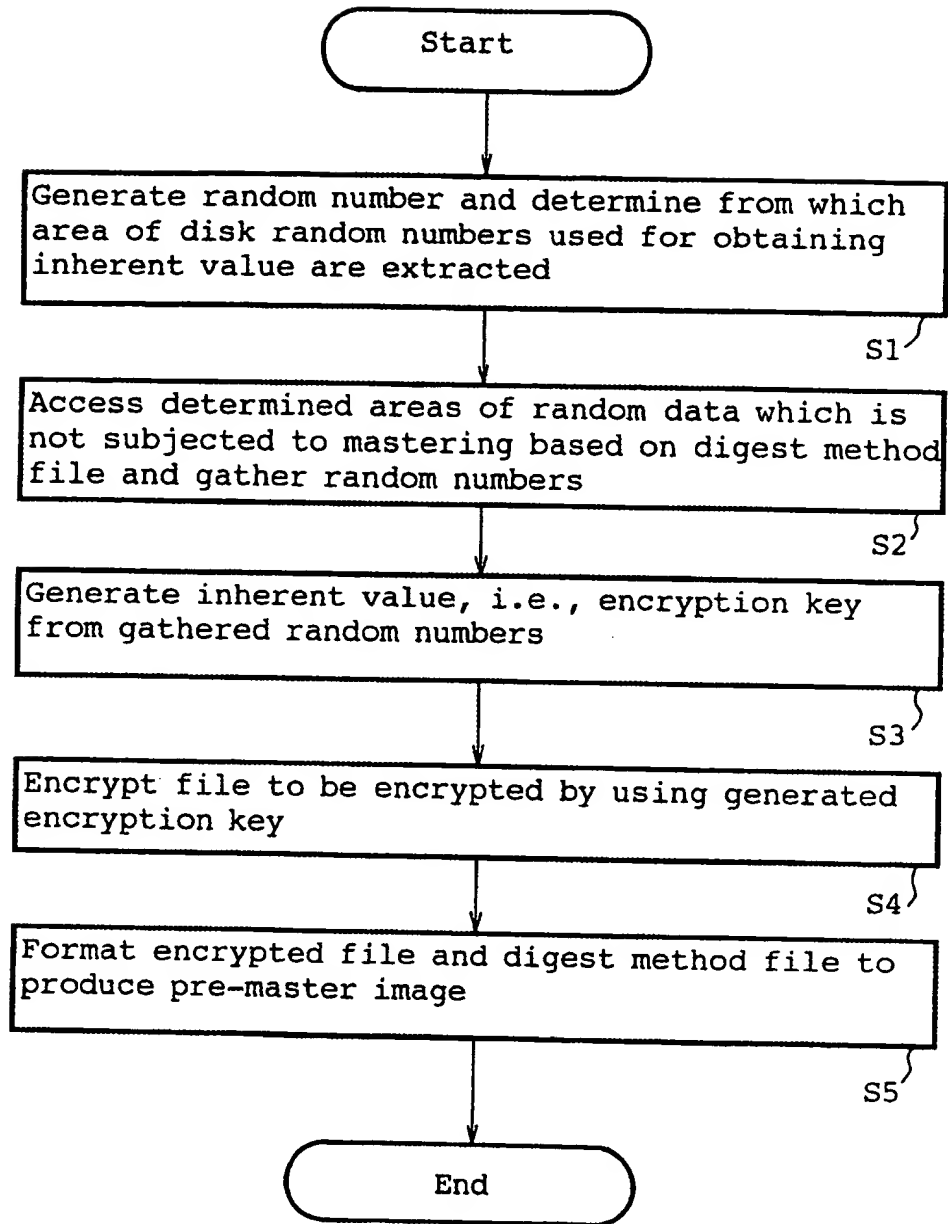 Start
Generate random number and determine from which
area of disk random numbers used for obtaining
inherent value are extracted
S1
Access determined areas of random data which is
not subjected to mastering based on digest method
file and gather random numbers
S2
Generate inherent value, i.e., encryption key
from gathered random numbers
S3
Encrypt file to be encrypted by using generated
encryption key
S4
Format encrypted file and digest method file to
produce pre-master image
S5
End